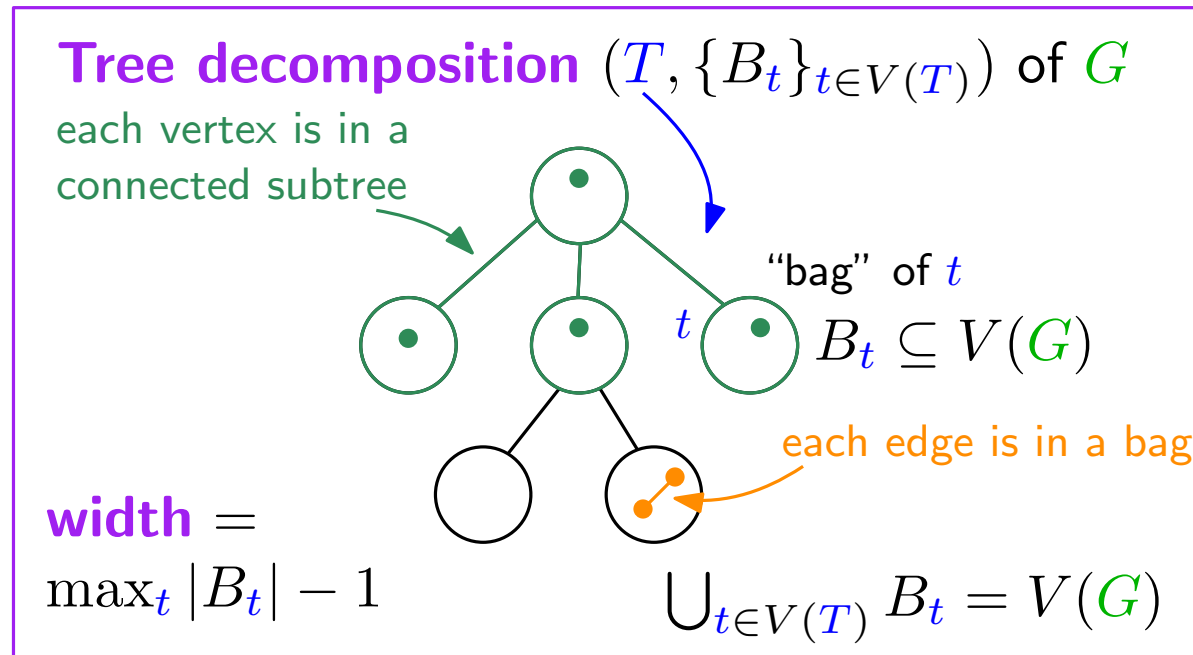 Tree decomposition (T, {B_t}_{t∈V(T)}) of G
each vertex is in a
connected subtree
“bag” of t
t
B_t ⊆ V(G)
each edge is in a bag
width =
max_t |B_t| − 1
⋃_{t∈V(T)} B_t = V(G)